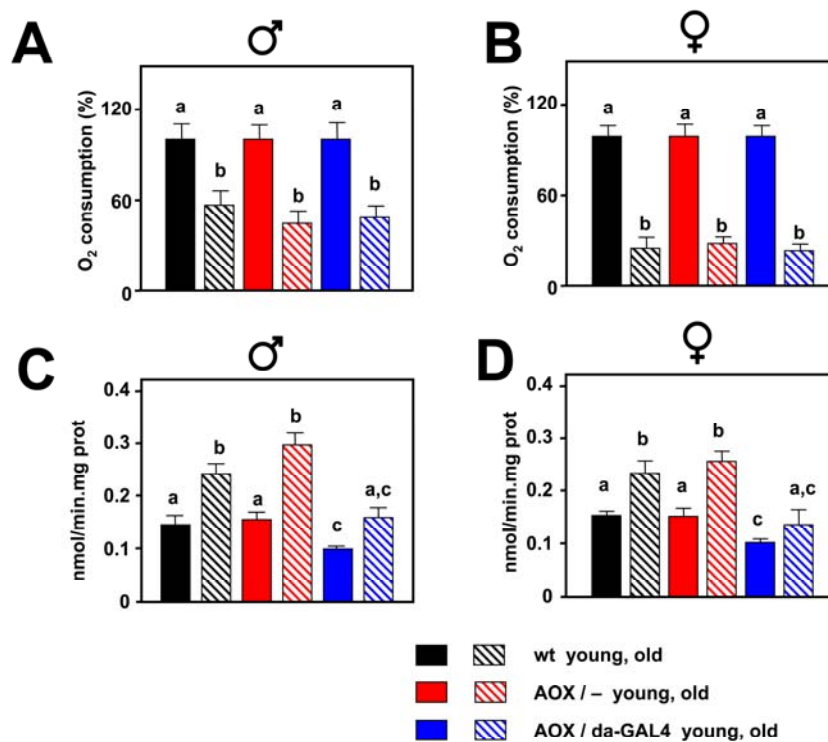 A ♂
O2 consumption (%)
120
60
0
a b a b a b
B ♀
O2 consumption (%)
120
60
0
a b a b a b
C ♂
nmol/min.mg prot
0.4
0.3
0.2
0.1
0
a b a b c a,c
D ♀
nmol/min.mg prot
0.4
0.3
0.2
0.1
0
a b a b c a,c
wt young, old
AOX / – young, old
AOX / da-GAL4 young, old